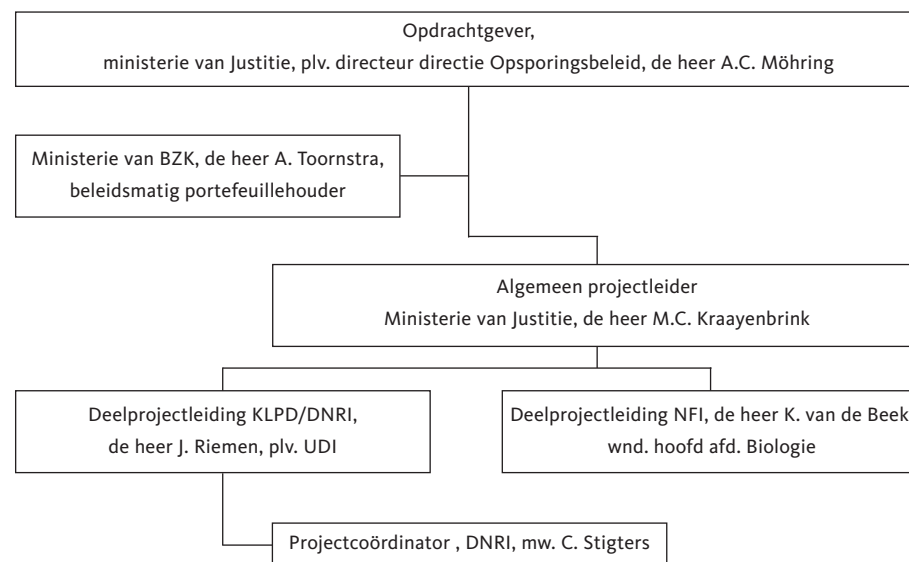 Opdrachtgever,
ministerie van Justitie, plv. directeur directie Opsporingsbeleid, de heer A.C. Möhring
Ministerie van BZK, de heer A. Toornstra,
beleidsmatig portefeuillehouder
Algemeen projectleider
Ministerie van Justitie, de heer M.C. Kraayenbrink
Deelprojectleiding KLPD/DNRI,
de heer J. Riemen, plv. UDI
Deelprojectleiding NFI, de heer K. van de Beek
wnd. hoofd afd. Biologie
Projectcoördinator , DNRI, mw. C. Stigters